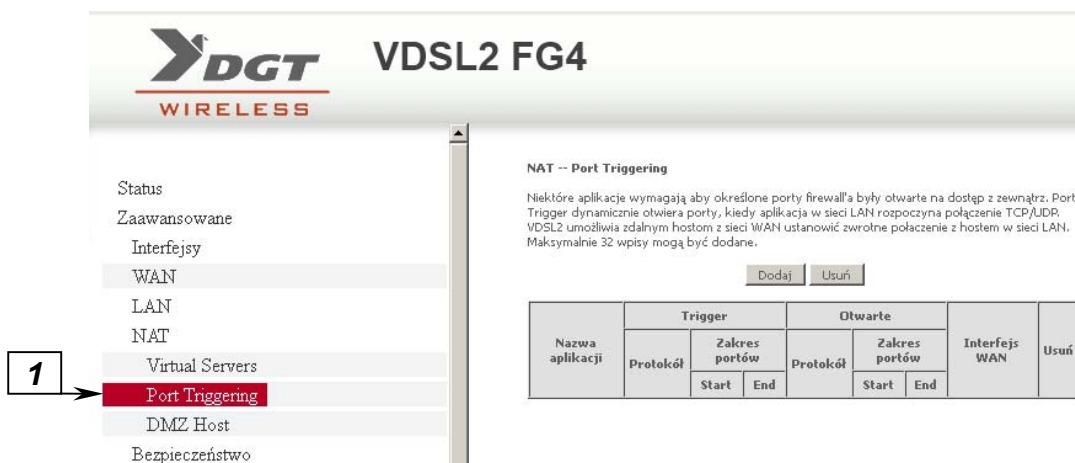 DGT
WIRELESS
VDSL2 FG4
Status
Zaawansowane
Interfejsy
WAN
LAN
NAT
Virtual Servers
1
Port Triggering
DMZ Host
Bezpieczeństwo
NAT -- Port Triggering
Niektóre aplikacje wymagają aby określone porty firewall'a były otwarte na dostęp z zewnątrz. Port
Trigger dynamicznie otwiera porty, kiedy aplikacja w sieci LAN rozpoczyna połączenie TCP/UDP.
VDSL2 umożliwia zdalnym hostom z sieci WAN ustanowić zwrotne połaczenie z hostem w sieci LAN.
Maksymalnie 32 wpisy mogą być dodane.
Dodaj Usuń
Nazwa aplikacji Trigger Otwarte Interfejs WAN Usuń
Protokół Zakres portów Protokół Zakres portów
Start End Start End